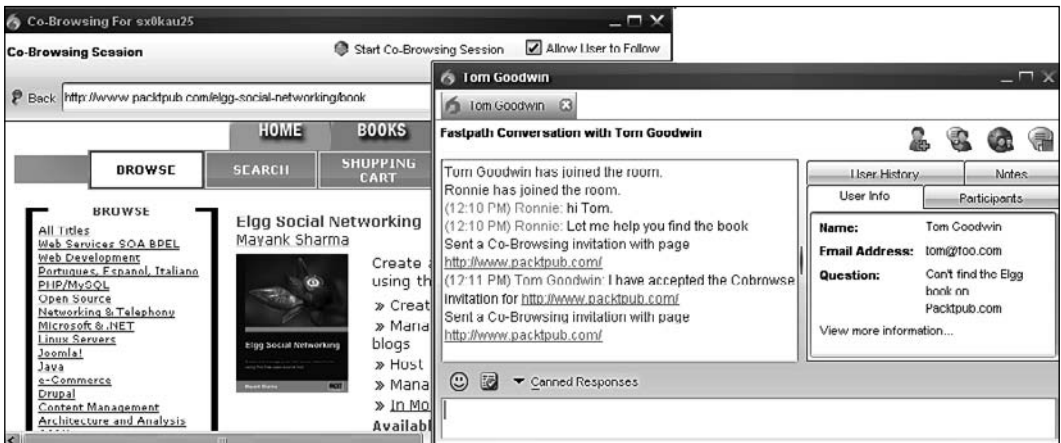 Co-Browsing For sx0kau25
Co-Browsing Session
Start Co-Browsing Session
Allow User to Follow
Back
http://www.packtpub.com/elgg-social-networking/book
HOME
BOOKS
BROWSE
SEARCH
SHOPPING CART
BROWSE
All Titles
Web Services SOA BPEL
Web Development
Portugues, Espanol, Italiano
PHP/MySQL
Open Source
Networking & Telephony
Microsoft & .NET
Linux Servers
Joomla!
Java
e-Commerce
Drupal
Content Management
Architecture and Analysis
Elgg Social Networking
Mayank Sharma
Elgg Social Networking
Create
using th
» Creat
» Mana
blogs
» Host
» Mana
» In Mo
Availabl
Tom Goodwin
Tom Goodwin
Fastpath Conversation with Tom Goodwin
Tom Goodwin has joined the room.
Ronnie has joined the room.
(12:10 PM) Ronnie: hi Tom.
(12:10 PM) Ronnie: Let me help you find the book
Sent a Co-Browsing invitation with page
http://www.packtpub.com/
(12:11 PM) Tom Goodwin: I have accepted the Cobrowse
invitation for http://www.packtpub.com/
Sent a Co-Browsing invitation with page
http://www.packtpub.com/
User History
Notes
User Info
Participants
Name: Tom Goodwin
Email Address: tom@foo.com
Question: Can't find the Elgg
book on
Packtpub.com
View more information...
Canned Responses